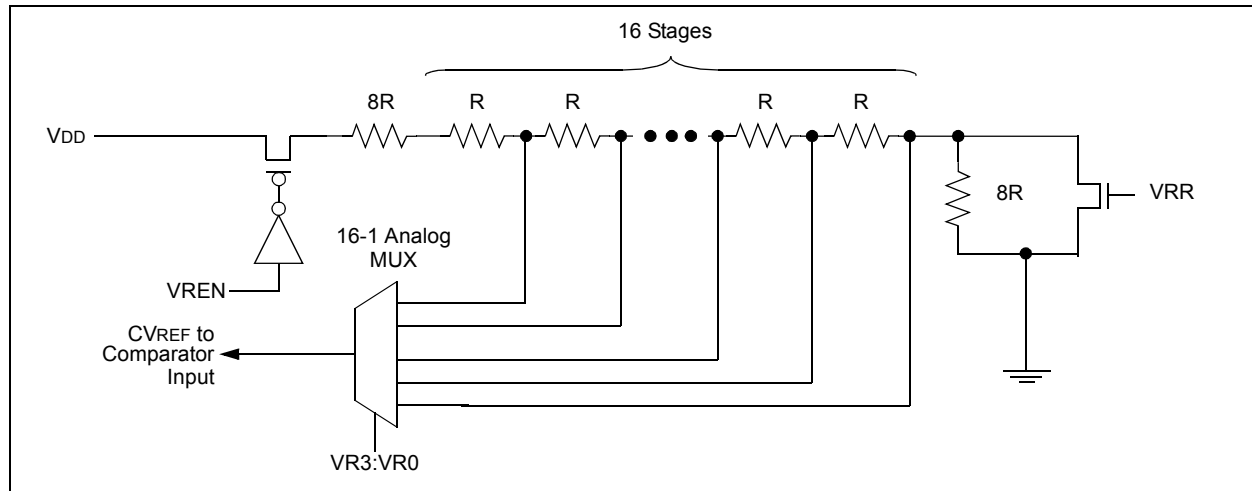 16 Stages
8R
R
R
R
R
VDD
8R
VRR
16-1 Analog
MUX
VREN
CVREF to
Comparator
Input
VR3:VR0